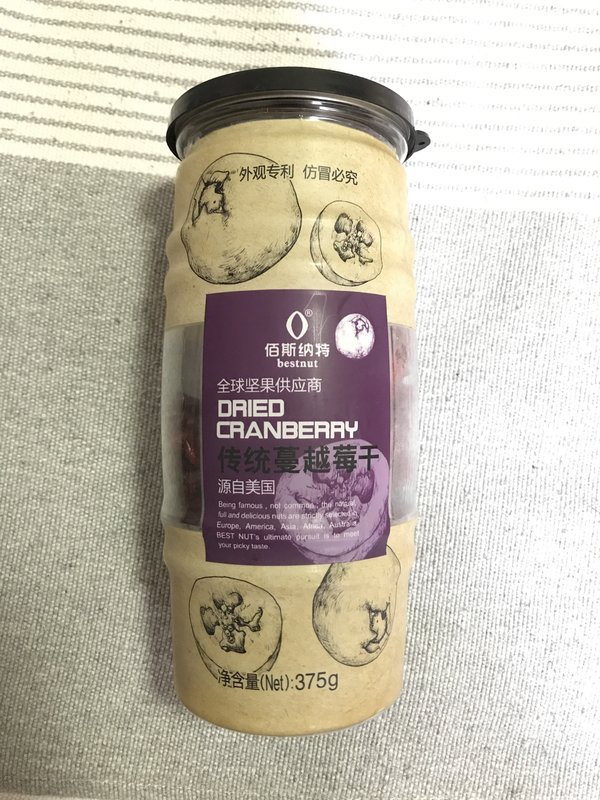 外观专利 仿冒必究
®
佰斯纳特
bestnut
全球坚果供应商
DRIED
CRANBERRY
传统蔓越莓干
源自美国
Being famous , not common , the natural,
full and delicious nuts are strictly selected in
Europe, America, Asia, Africa, Australia.
BEST NUT's ultimate pursuit is to meet
your picky taste.
净含量(Net):375g